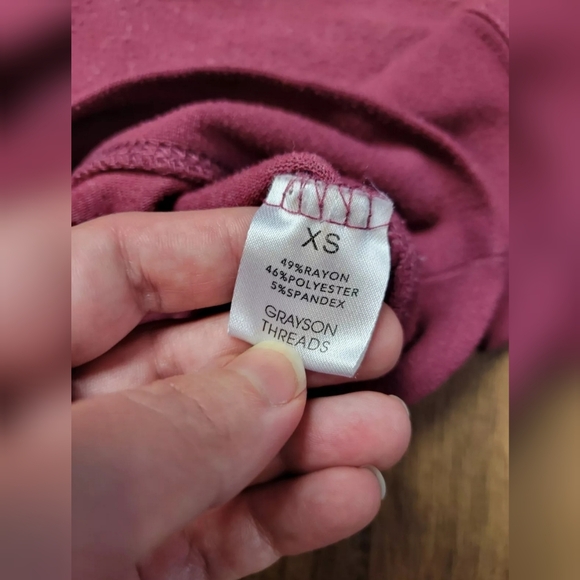 XS
49%RAYON
46%POLYESTER
5%SPANDEX
GRAYSON
THREADS